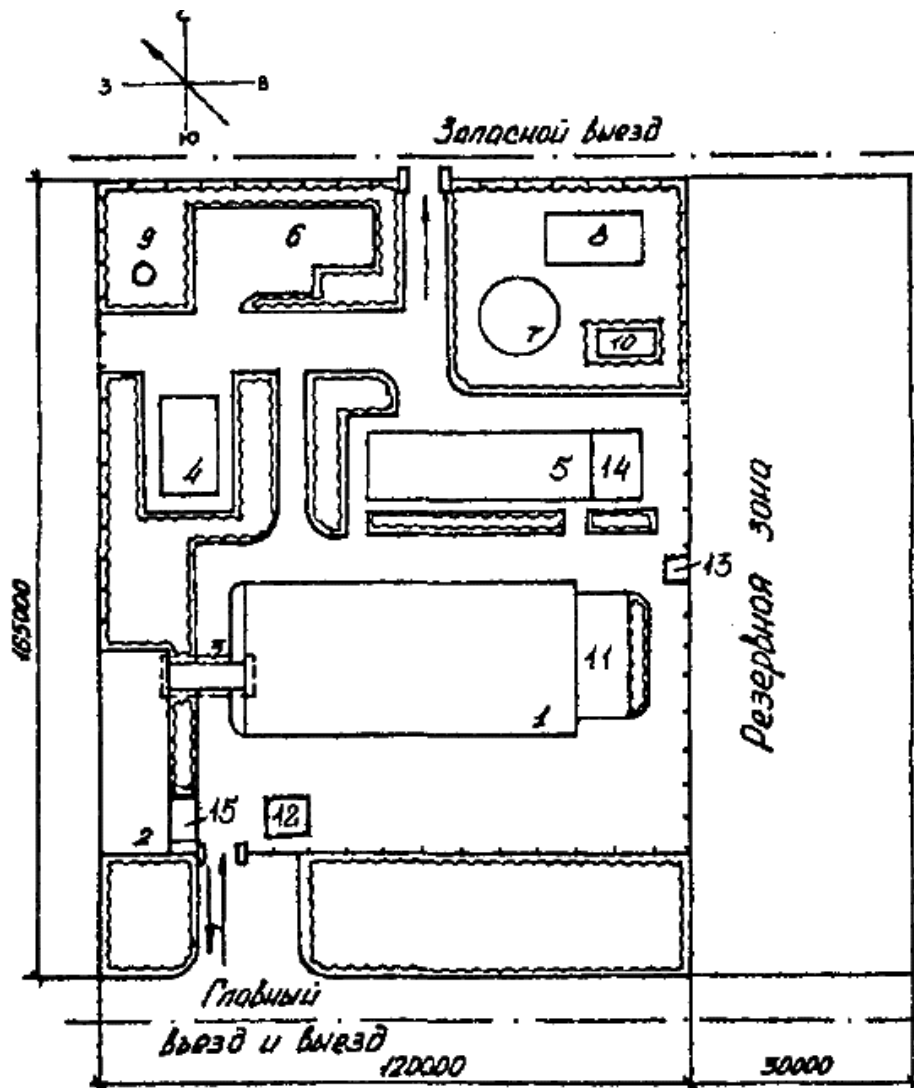 С
З В
Ю
Запасной выезд
9 6 8
7 10
4 5 14
13
3 11
1
15 12
2
165000
Резервная зона
Главный
въезд и выезд
120000 30000